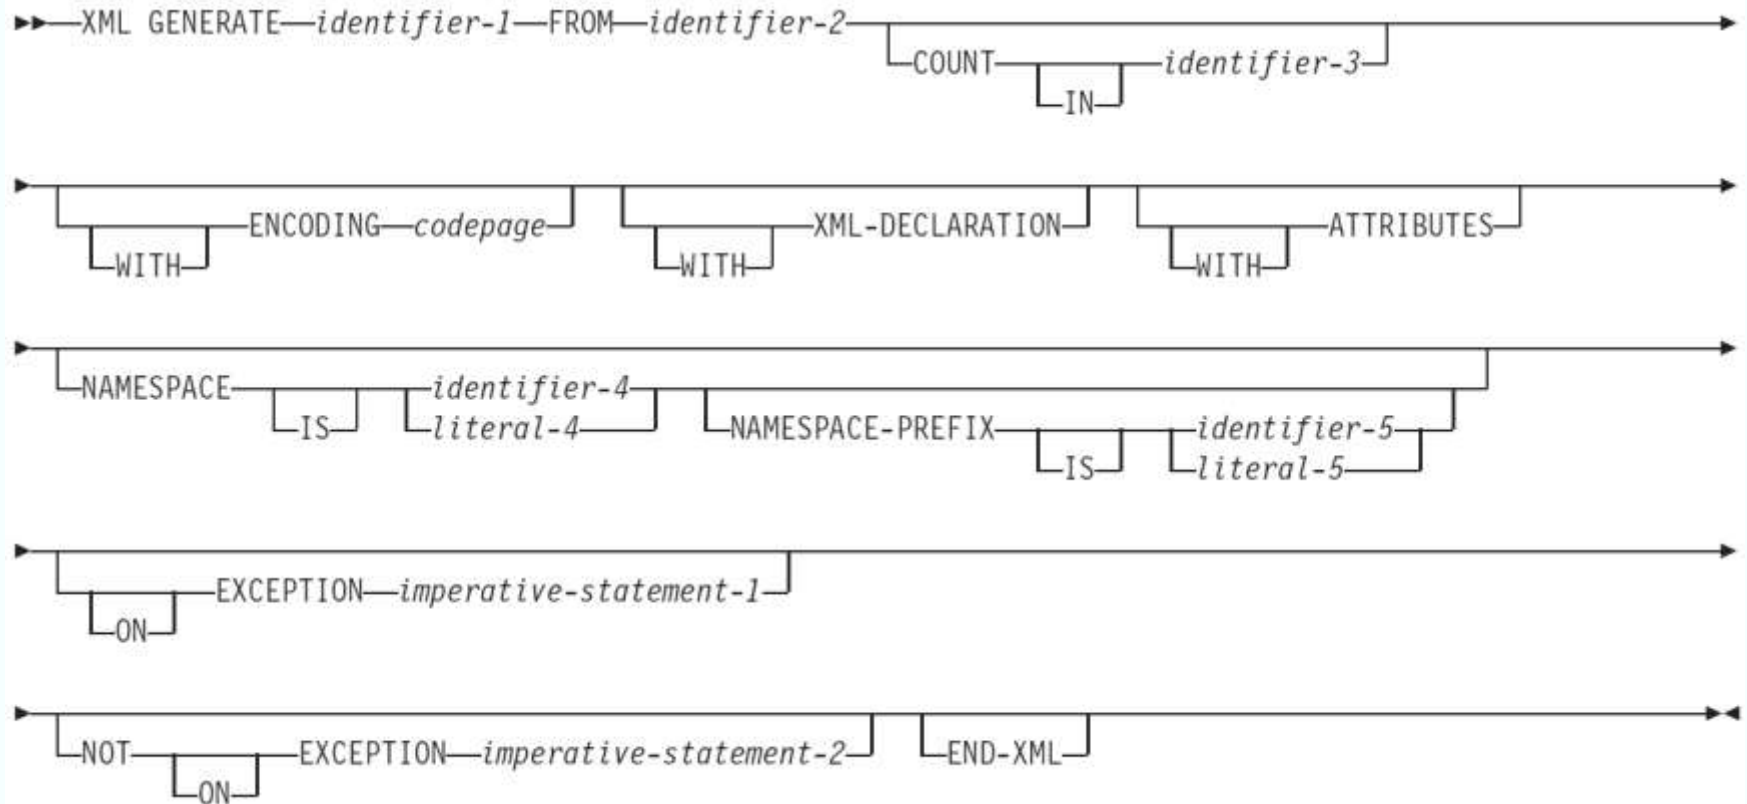 XML GENERATE identifier-1 FROM identifier-2
COUNT identifier-3
IN
ENCODING codepage XML-DECLARATION ATTRIBUTES
WITH WITH WITH
NAMESPACE identifier-4
IS literal-4 NAMESPACE-PREFIX identifier-5
IS literal-5
EXCEPTION imperative-statement-1
ON
NOT EXCEPTION imperative-statement-2 END-XML
ON